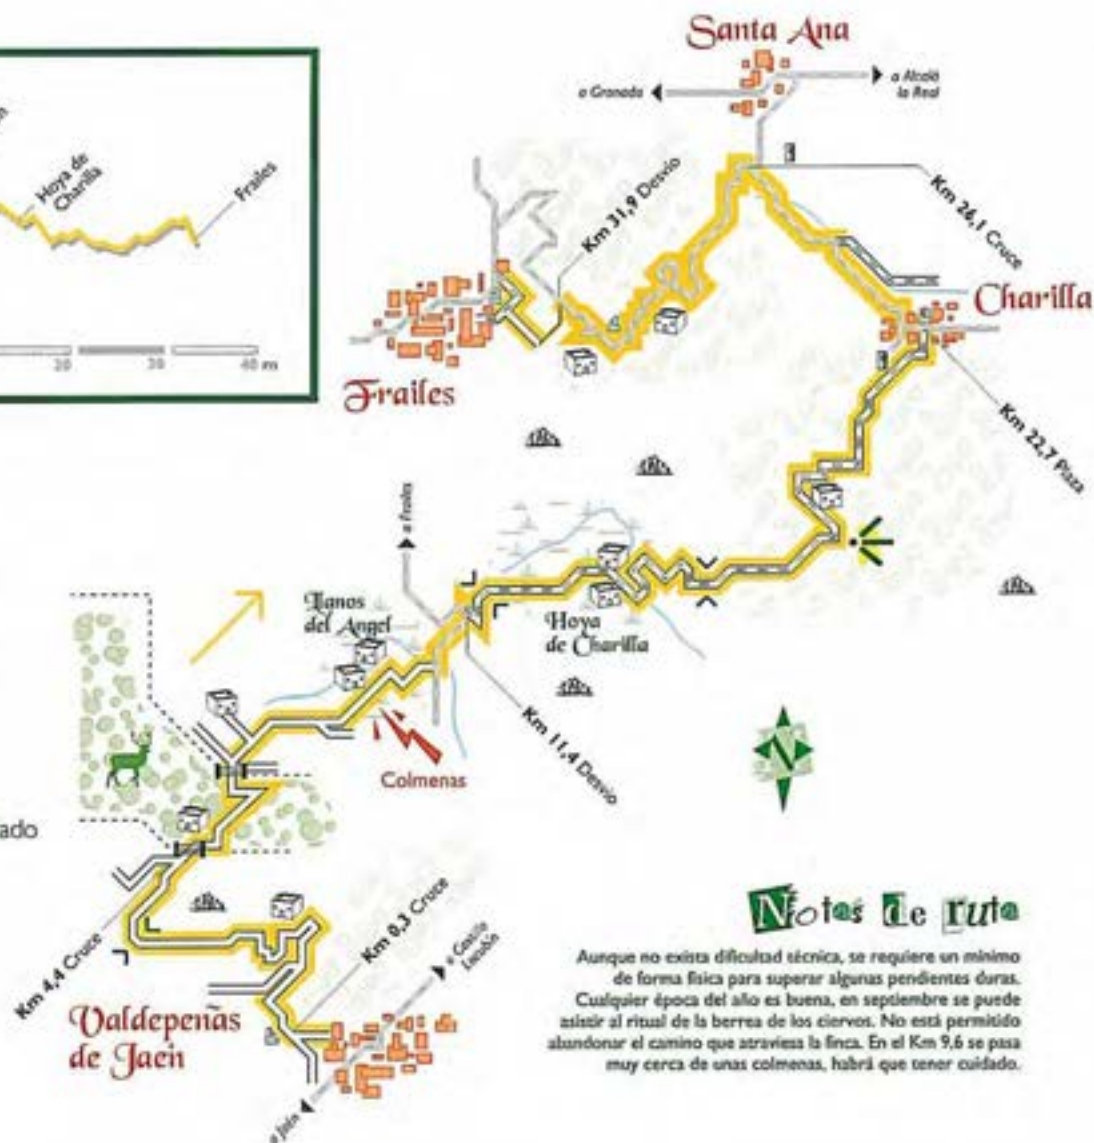 Santa Ana
a Granada
a Alcalá
la Real
Hoya de
Charilla
Frailes
20
30
40 m
Km 31,9 Desvio
Km 26,1 Cruce
Charilla
Frailes
Km 22,7 Plaza
a Frailes
Llanos
del Angel
Hoya
de Charilla
Km 11,4 Desvio
Colmenas
N
ado
Km 4,4 Cruce
Km 0,3 Cruce
a Castillo
Locubín
Valdepeñas
de Jaén
a Jaén
Notas de ruta
Aunque no exista dificultad técnica, se requiere un mínimo
de forma física para superar algunas pendientes duras.
Cualquier época del año es buena, en septiembre se puede
asistir al ritual de la berrea de los ciervos. No está permitido
abandonar el camino que atraviesa la finca. En el Km 9,6 se pasa
muy cerca de unas colmenas, habrá que tener cuidado.